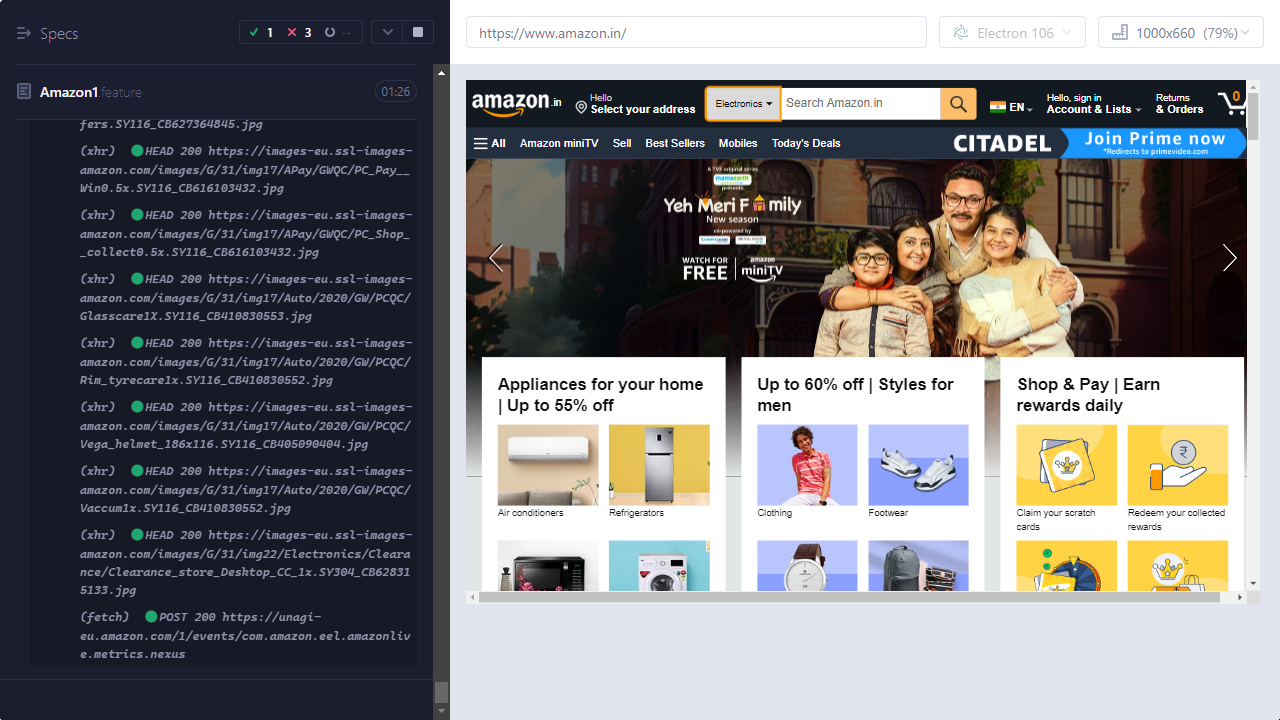 Specs
1
3
--
https://www.amazon.in/
Electron 106
1000x660 (79%)
Amazon1.feature
01:26
fers.SY116_CB627364845.jpg
(xhr) HEAD 200 https://images-eu.ssl-images-
amazon.com/images/G/31/img17/APay/GWQC/PC_Pay__
Win0.5x.SY116_CB616103432.jpg
(xhr) HEAD 200 https://images-eu.ssl-images-
amazon.com/images/G/31/img17/APay/GWQC/PC_Shop_
_collect0.5x.SY116_CB616103432.jpg
(xhr) HEAD 200 https://images-eu.ssl-images-
amazon.com/images/G/31/img17/Auto/2020/GW/PCQC/
Glasscare1X.SY116_CB410830553.jpg
(xhr) HEAD 200 https://images-eu.ssl-images-
amazon.com/images/G/31/img17/Auto/2020/GW/PCQC/
Rim_tyrecare1x.SY116_CB410830552.jpg
(xhr) HEAD 200 https://images-eu.ssl-images-
amazon.com/images/G/31/img17/Auto/2020/GW/PCQC/
Vega_helmet_186x116.SY116_CB405090404.jpg
(xhr) HEAD 200 https://images-eu.ssl-images-
amazon.com/images/G/31/img17/Auto/2020/GW/PCQC/
Vaccum1x.SY116_CB410830552.jpg
(xhr) HEAD 200 https://images-eu.ssl-images-
amazon.com/images/G/31/img22/Electronics/Cleara
nce/Clearance_store_Desktop_CC_1x.SY304_CB62831
5133.jpg
(fetch) POST 200 https://unagi-
eu.amazon.com/1/events/com.amazon.eel.amazonliv
e.metrics.nexus
amazon.in
Hello
Select your address
Electronics
Search Amazon.in
EN
Hello, sign in
Account & Lists
Returns
& Orders
0
All
Amazon miniTV
Sell
Best Sellers
Mobiles
Today's Deals
CITADEL
Join Prime now
*Redirects to primevideo.com
A TVF original series
mamaearth
presents
Yeh Meri Family
New season
co-powered by
WATCH FOR
FREE
amazon
miniTV
Appliances for your home
| Up to 55% off
Air conditioners
Refrigerators
Up to 60% off | Styles for
men
Clothing
Footwear
Shop & Pay | Earn
rewards daily
Claim your scratch
cards
Redeem your collected
rewards